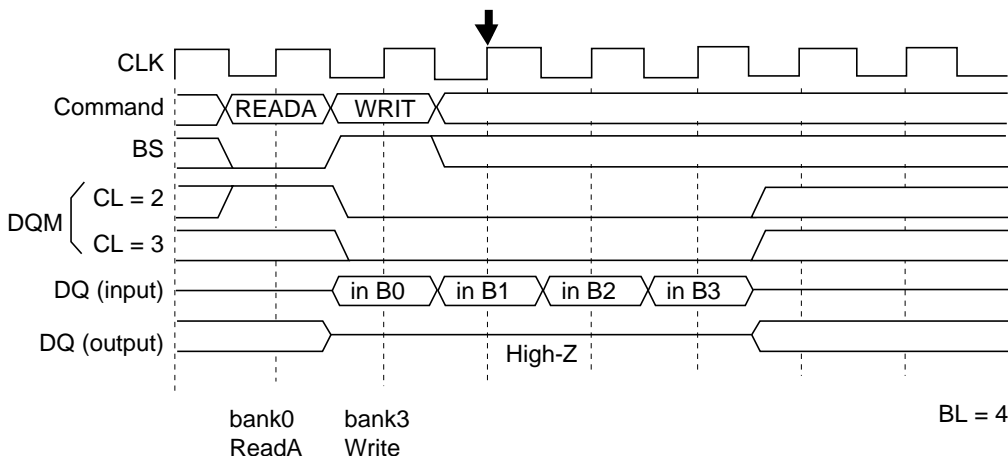 CLK
Command READA WRIT
BS
DQM CL = 2
CL = 3
DQ (input) in B0 in B1 in B2 in B3
DQ (output) High-Z
bank0 bank3 BL = 4
ReadA Write